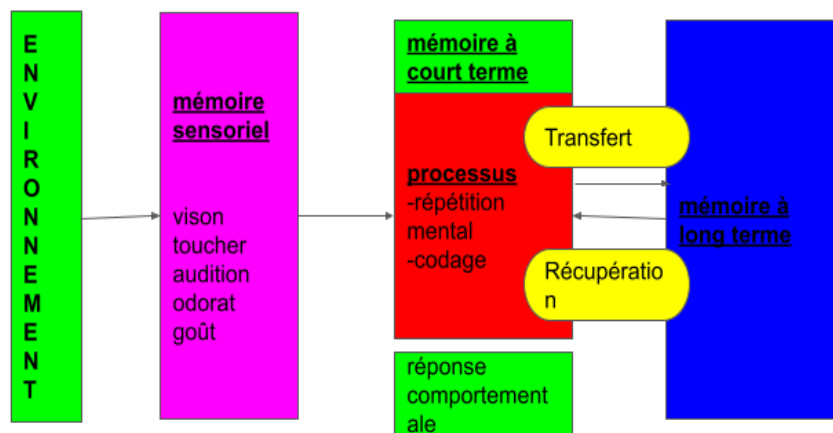 ENVIRONNEMENT
mémoire
sensoriel
vison
toucher
audition
odorat
goût
mémoire à
court terme
processus
-répétition
mental
-codage
réponse
comportement
ale
Transfert
Récupératio
n
mémoire à
long terme